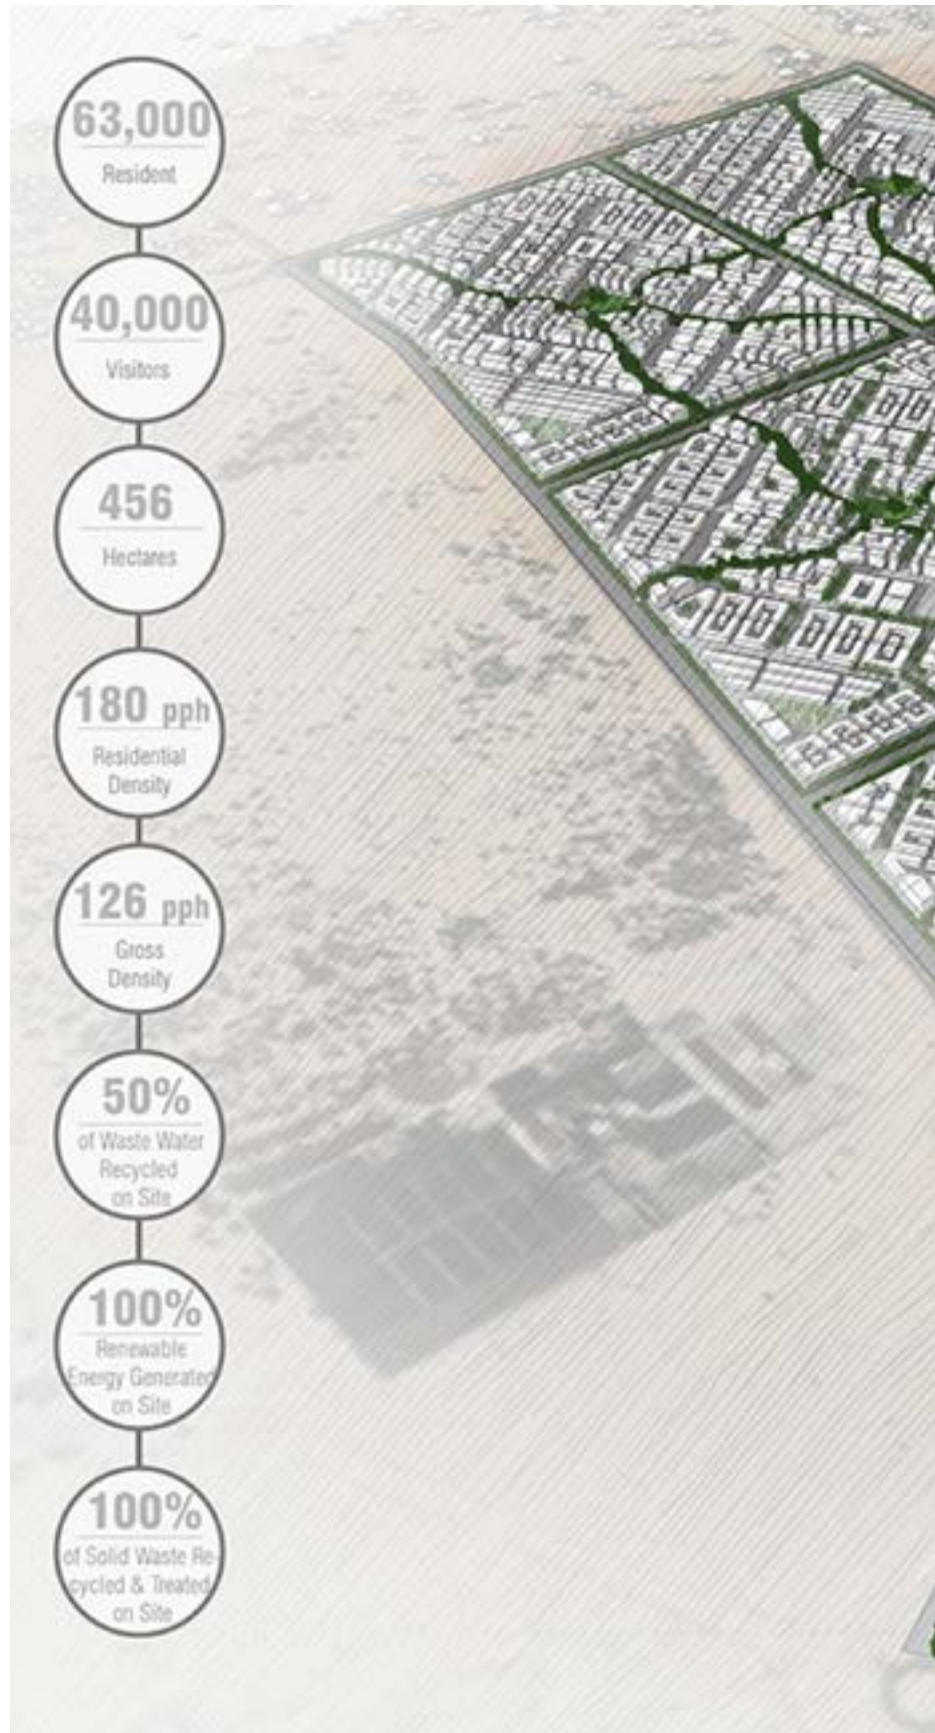 63,000
Resident
40,000
Visitors
456
Hectares
180 pph
Residential
Density
126 pph
Gross
Density
50%
of Waste Water
Recycled
on Site
100%
Renewable
Energy Generated
on Site
100%
of Solid Waste Re-
cycled & Treated
on Site